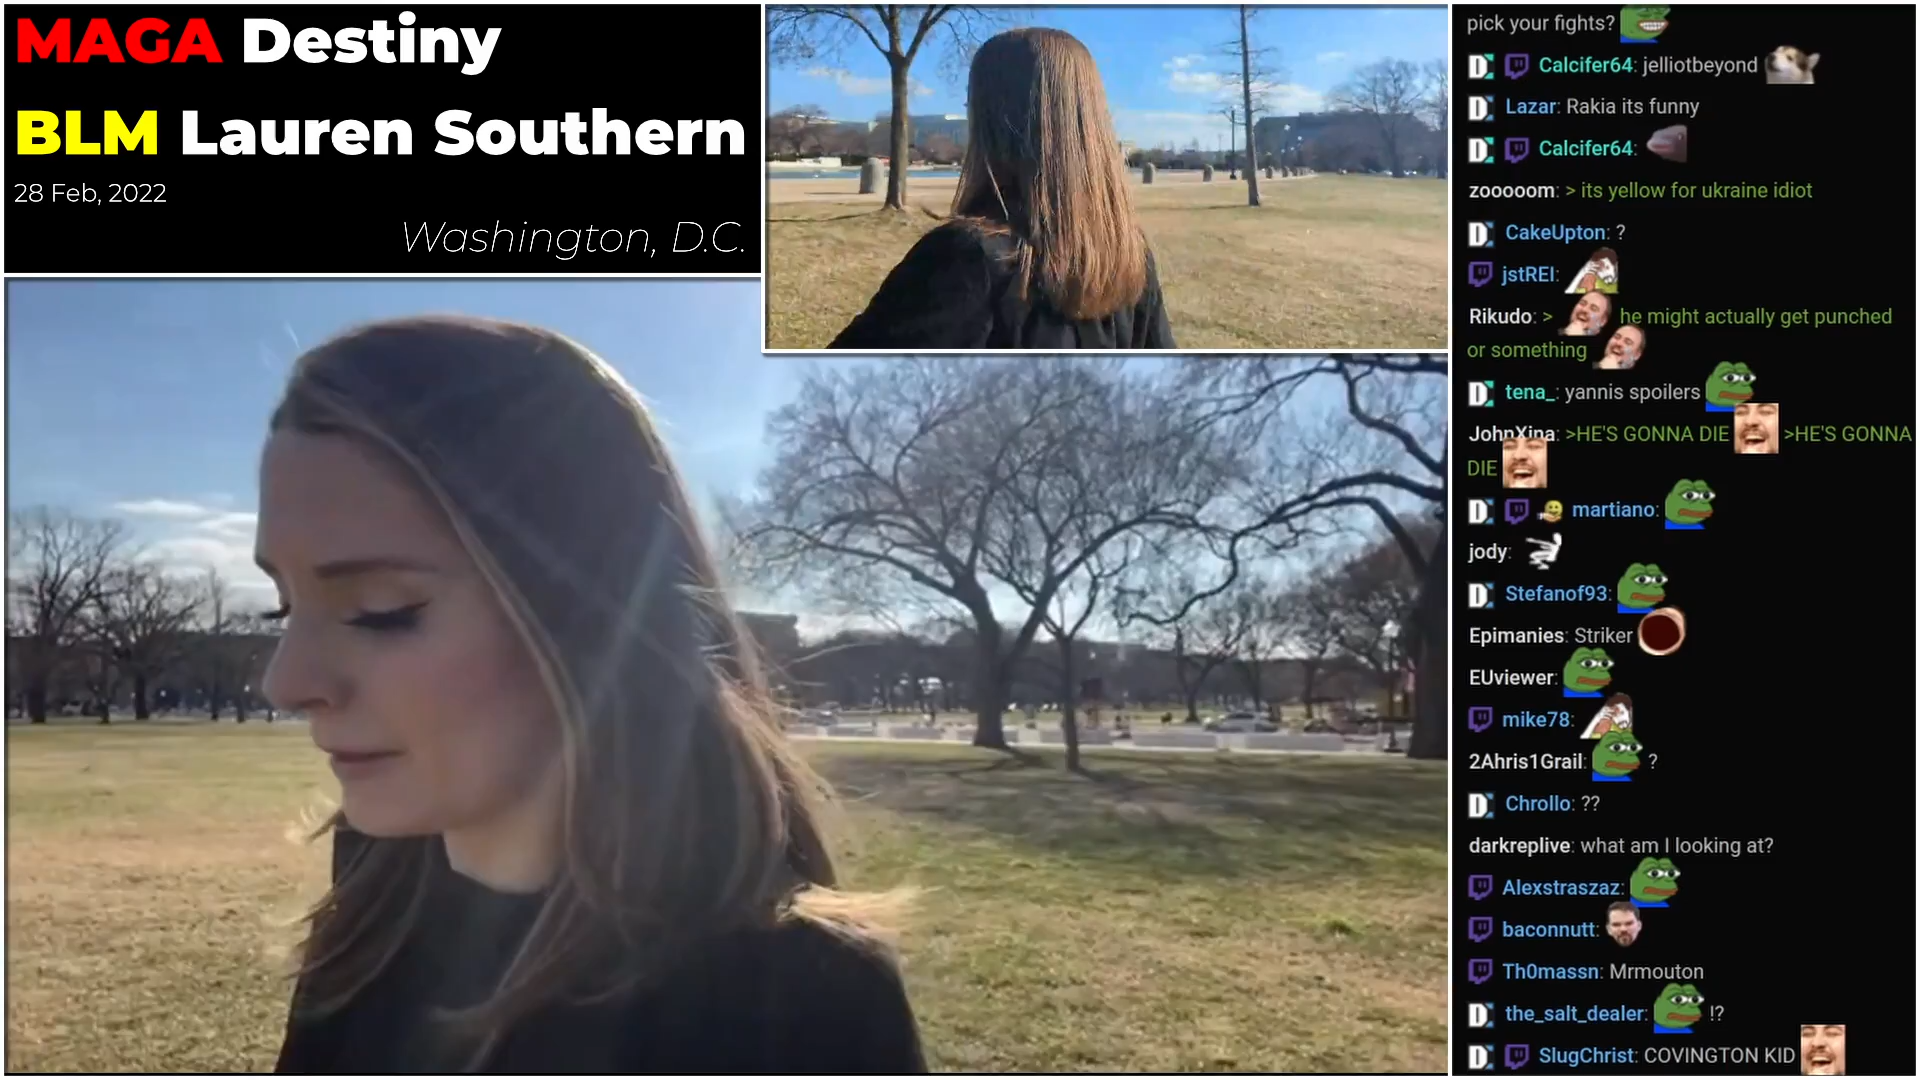 MAGA Destiny
BLM Lauren Southern
28 Feb, 2022
Washington, D.C.
pick your fights?
Calcifer64: jelliotbeyond
Lazar: Rakia its funny
Calcifer64:
zooooom: > its yellow for ukraine idiot
CakeUpton: ?
jstREI:
Rikudo: > he might actually get punched
or something
tena_: yannis spoilers
JohnXina: >HE'S GONNA DIE >HE'S GONNA
DIE
martiano:
jody:
Stefanof93:
Epimanies: Striker
EUviewer:
mike78:
2Ahris1Grail: ?
Chrollo: ??
darkreplive: what am I looking at?
Alexstraszaz:
baconnutt:
Th0massn: Mrmouton
the_salt_dealer: !?
SlugChrist: COVINGTON KID